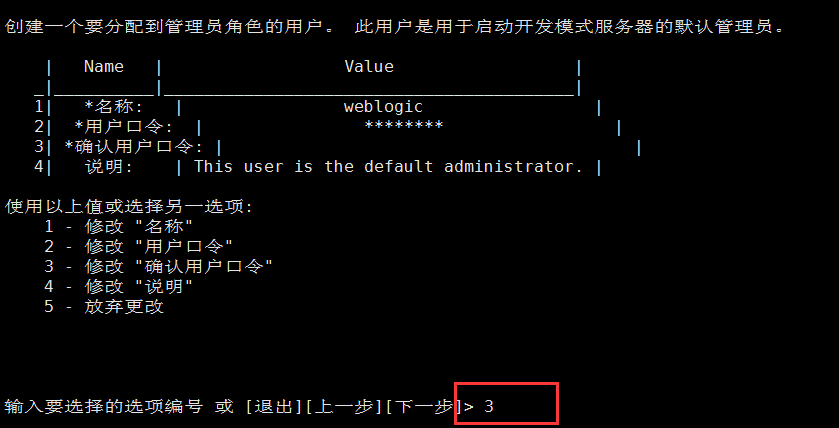 创建一个要分配到管理员角色的用户。 此用户是用于启动开发模式服务器的默认管理员。
| Name | Value |
_|__________|_________________________________________|
1| *名称: | weblogic |
2| *用户口令: | ******** |
3| *确认用户口令: | |
4| 说明: | This user is the default administrator. |
使用以上值或选择另一选项:
1 - 修改 "名称"
2 - 修改 "用户口令"
3 - 修改 "确认用户口令"
4 - 修改 "说明"
5 - 放弃更改
输入要选择的选项编号 或 [退出][上一步][下一步]> 3